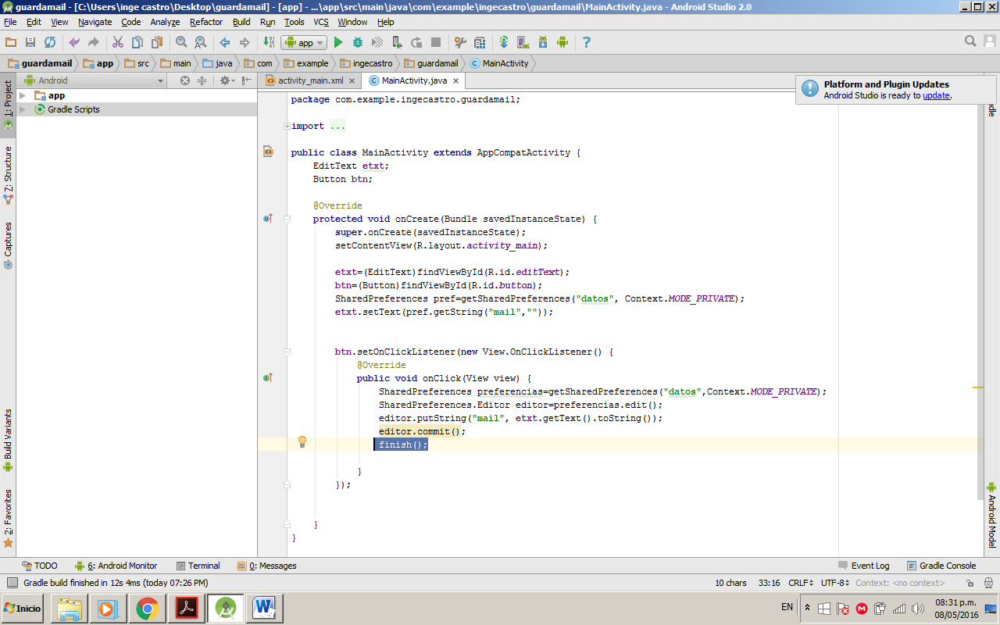 guardamail - [C:\Users\inge castro\Desktop\guardamail] - [app] - ...\app\src\main\java\com\example\ingecastro\guardamail\MainActivity.java - Android Studio 2.0
File Edit View Navigate Code Analyze Refactor Build Run Tools VCS Window Help
app
guardamail app src main java com example ingecastro guardamail MainActivity
Android
activity_main.xml MainActivity.java
Platform and Plugin Updates
Android Studio is ready to update.
1: Project
7: Structure
Captures
Build Variants
2: Favorites
app
Gradle Scripts
package com.example.ingecastro.guardamail;
import ...
public class MainActivity extends AppCompatActivity {
EditText etxt;
Button btn;
@Override
protected void onCreate(Bundle savedInstanceState) {
super.onCreate(savedInstanceState);
setContentView(R.layout.activity_main);
etxt=(EditText)findViewById(R.id.editText);
btn=(Button)findViewById(R.id.button);
SharedPreferences pref=getSharedPreferences("datos", Context.MODE_PRIVATE);
etxt.setText(pref.getString("mail",""));
btn.setOnClickListener(new View.OnClickListener() {
@Override
public void onClick(View view) {
SharedPreferences preferencias=getSharedPreferences("datos",Context.MODE_PRIVATE);
SharedPreferences.Editor editor=preferencias.edit();
editor.putString("mail", etxt.getText().toString());
editor.commit();
finish();
}
});
}
}
Android Model
TODO 6: Android Monitor Terminal 0: Messages Event Log Gradle Console
Gradle build finished in 12s 4ms (today 07:26 PM) 10 chars 33:16 CRLF UTF-8 Context: <no context>
Inicio EN 08:31 p.m.
08/05/2016